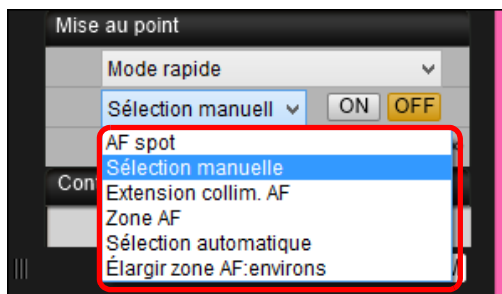 Mise au point
Mode rapide
Sélection manuell ON OFF
AF spot
Sélection manuelle
Extension collim. AF
Zone AF
Sélection automatique
Élargir zone AF:environs
Con